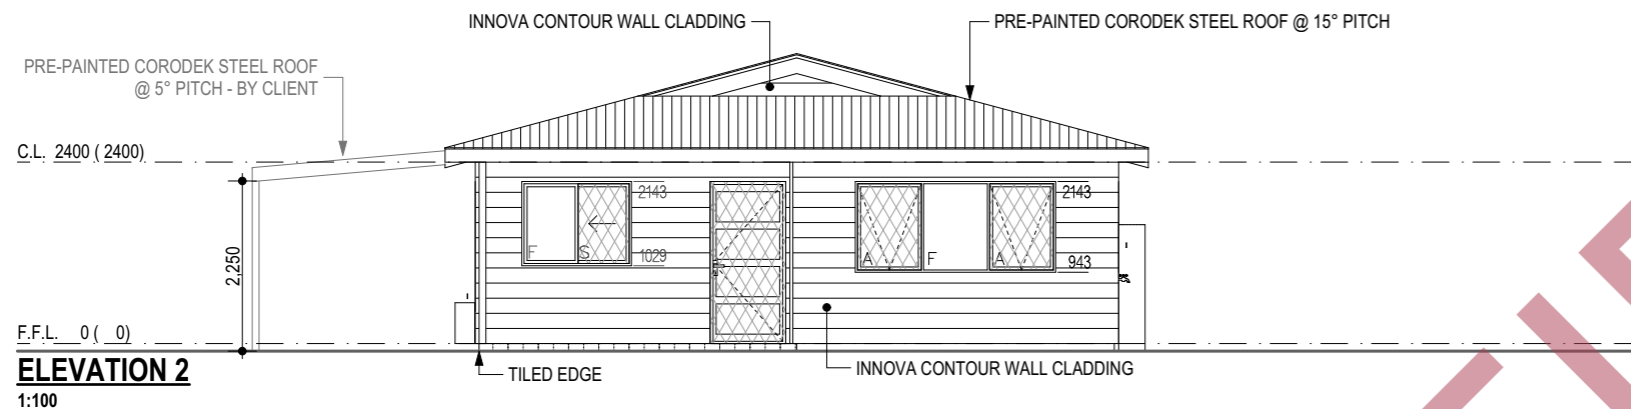 INNOVA CONTOUR WALL CLADDING
PRE-PAINTED CORODEK STEEL ROOF @ 15° PITCH
PRE-PAINTED CORODEK STEEL ROOF
@ 5° PITCH - BY CLIENT
C.L. 2400 ( 2400)
2143
2143
F
S
1029
A
F
A
943
2,250
F.F.L. 0 ( 0)
ELEVATION 2
1:100
TILED EDGE
INNOVA CONTOUR WALL CLADDING